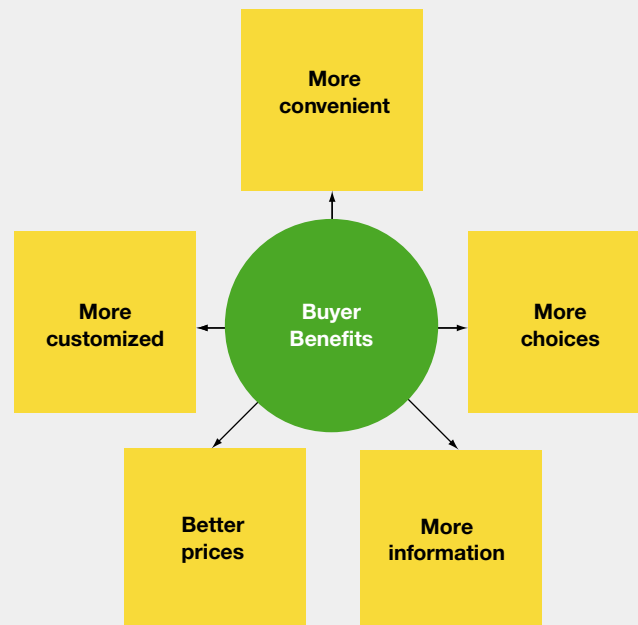 More
convenient
More
customized
Buyer
Benefits
More
choices
Better
prices
More
information